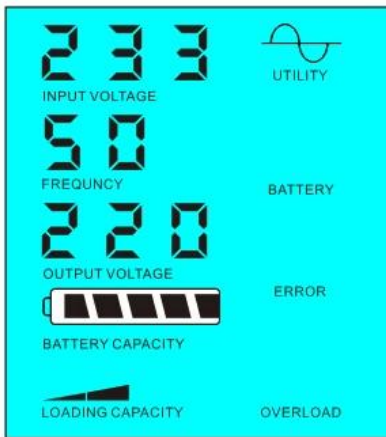 233
UTILITY
INPUT VOLTAGE
50
FREQUNCY
BATTERY
220
OUTPUT VOLTAGE
ERROR
BATTERY CAPACITY
LOADING CAPACITY
OVERLOAD